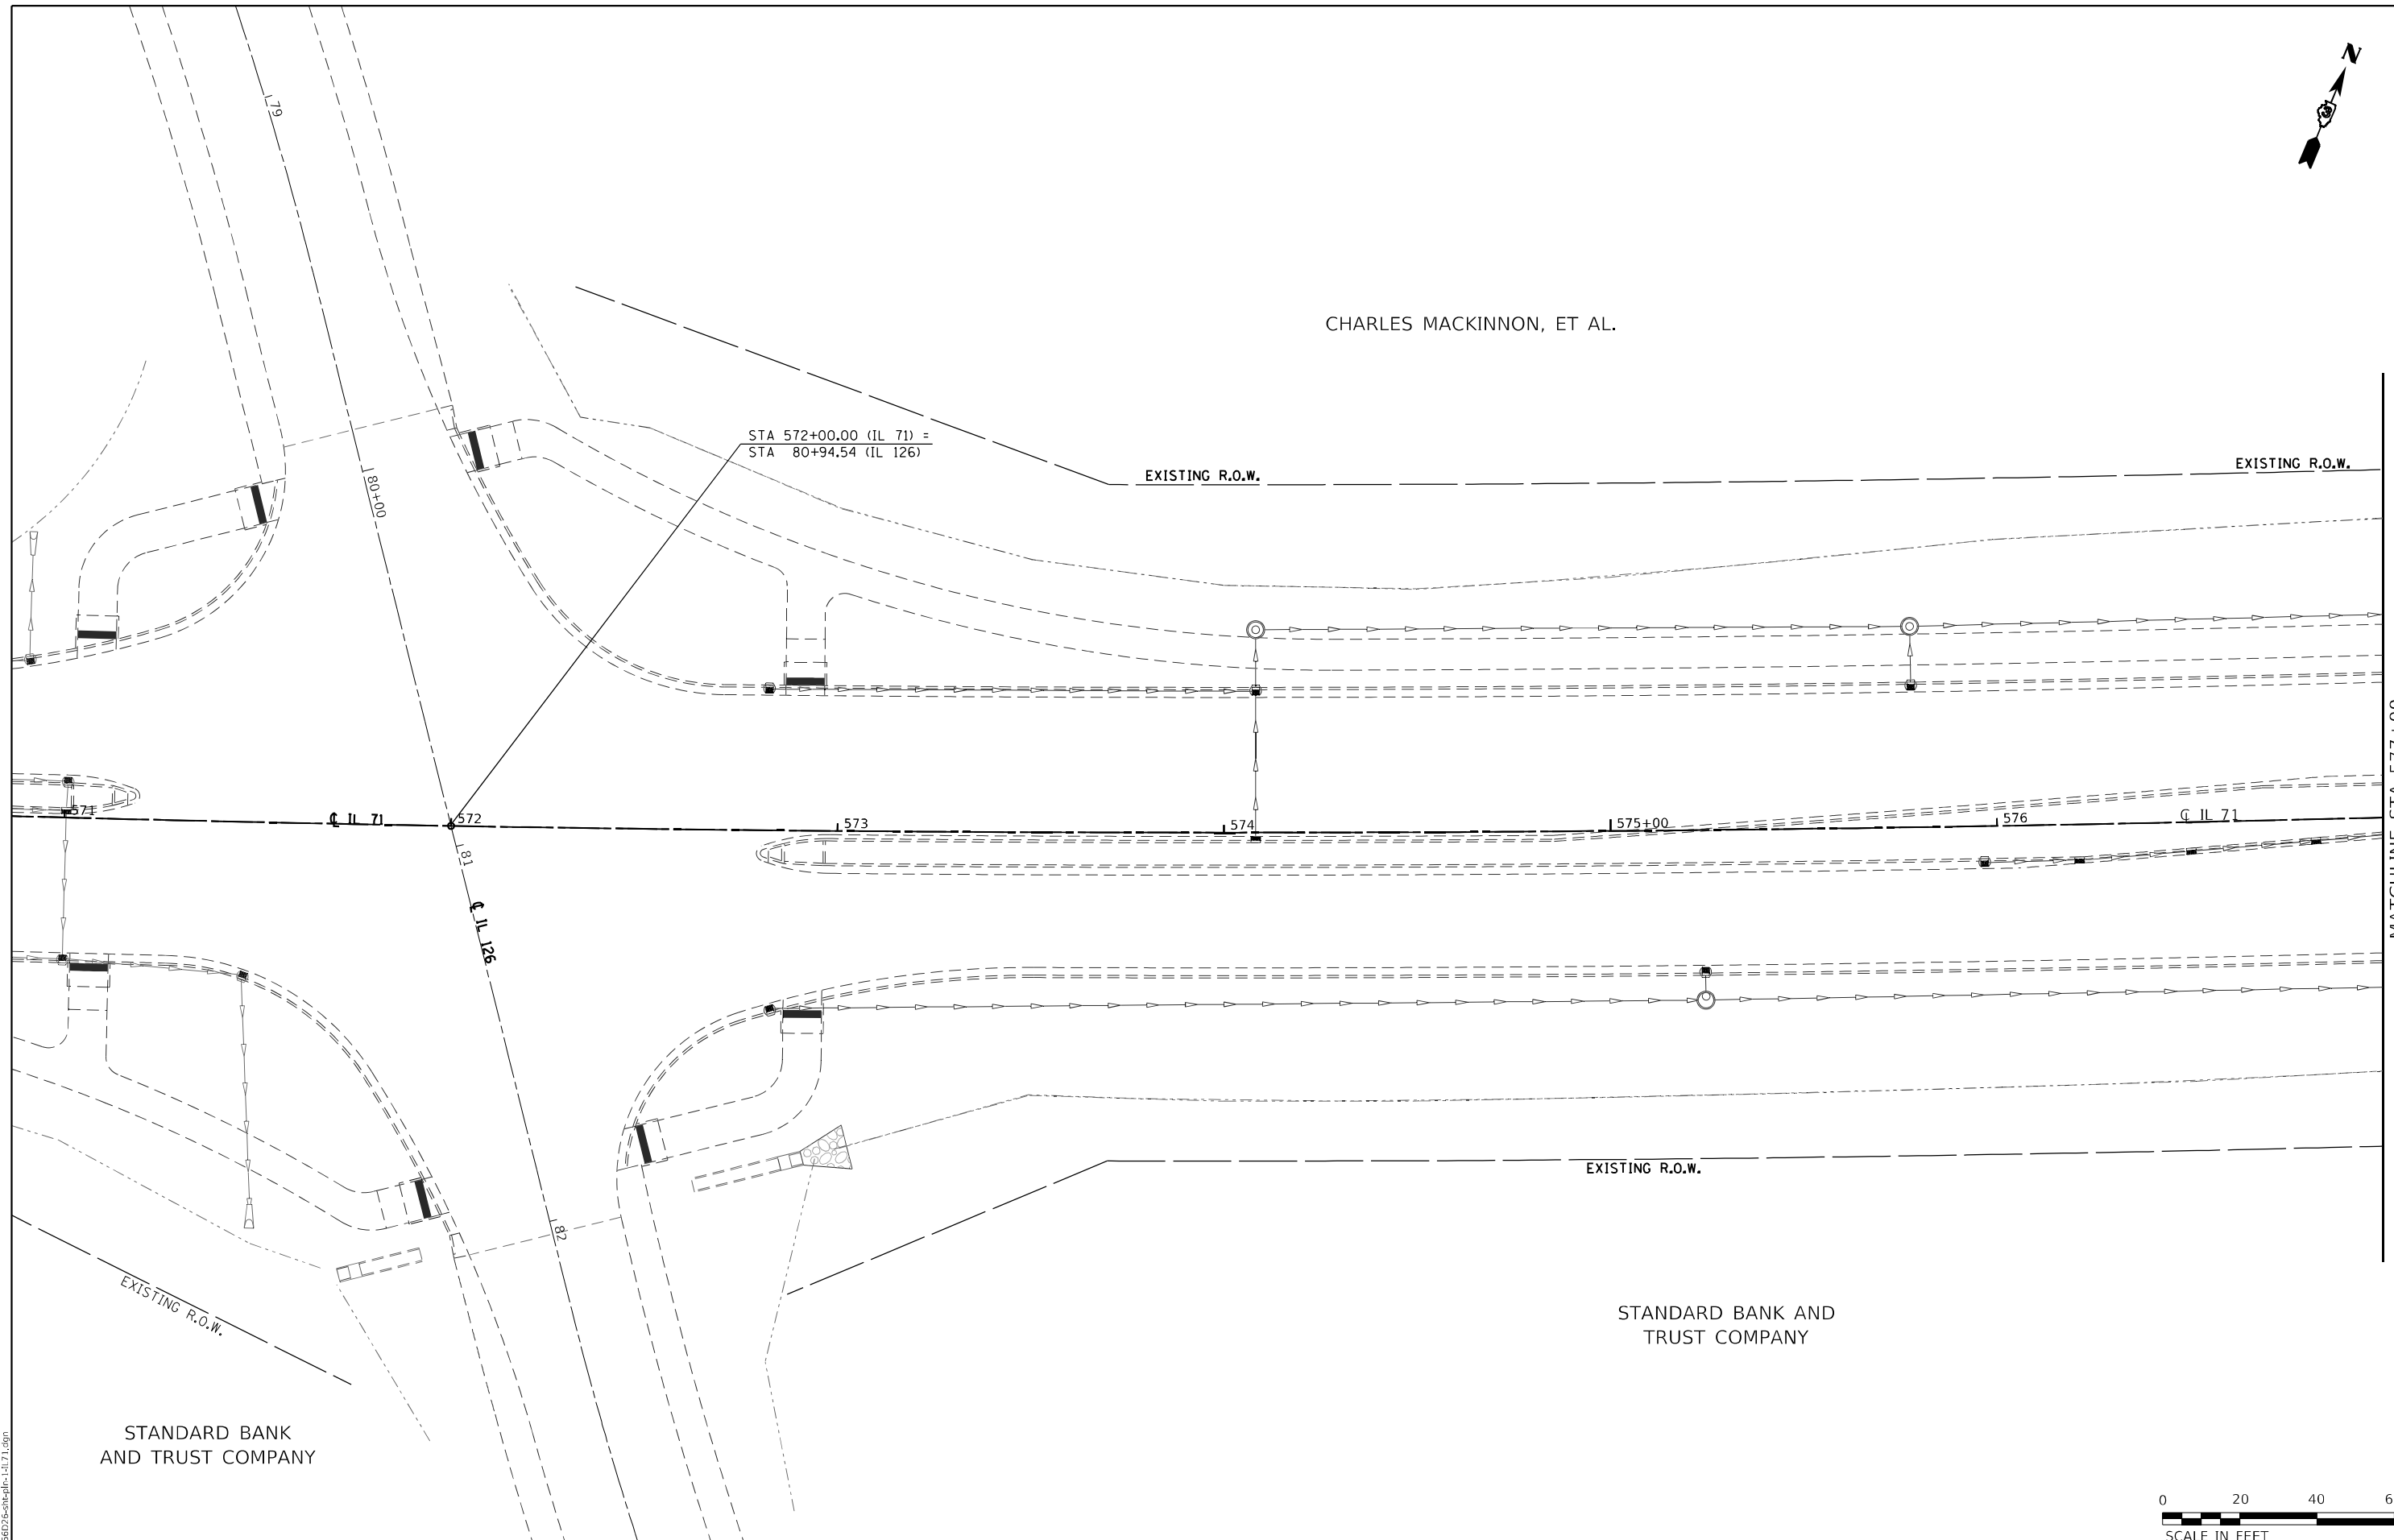 N
3
79
CHARLES MACKINNON, ET AL.
STA 572+00.00 (IL 71) =
STA 80+94.54 (IL 126)
EXISTING R.O.W.
EXISTING R.O.W.
80+00
571
℄ IL 71
572
573
574
575+00
576
℄ IL 71
81
℄ IL 126
82
EXISTING R.O.W.
EXISTING R.O.W.
STANDARD BANK AND
TRUST COMPANY
STANDARD BANK
AND TRUST COMPANY
0 20 40
SCALE IN FEET